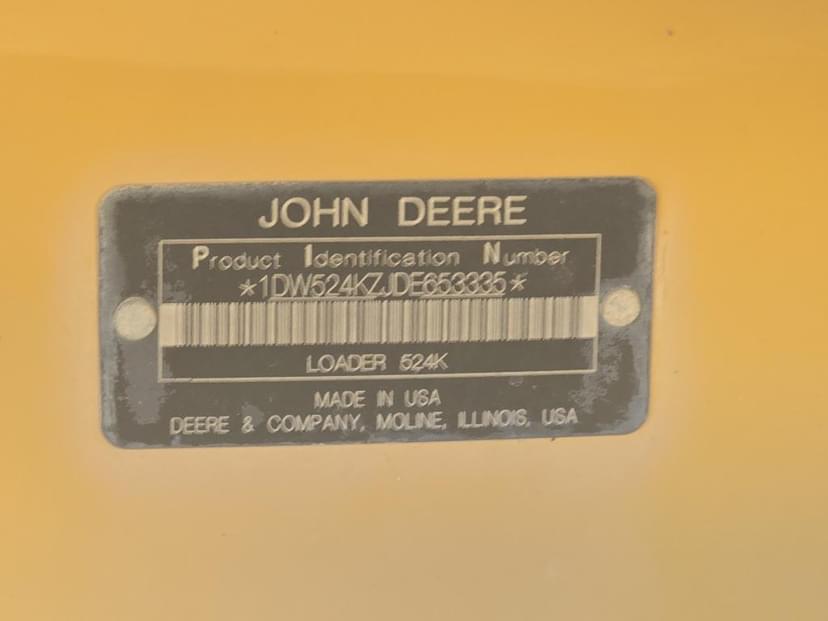 JOHN DEERE
Product Identification Number
*1DW524KZJDE653335*
LOADER 524K
MADE IN USA
DEERE & COMPANY, MOLINE, ILLINOIS, USA